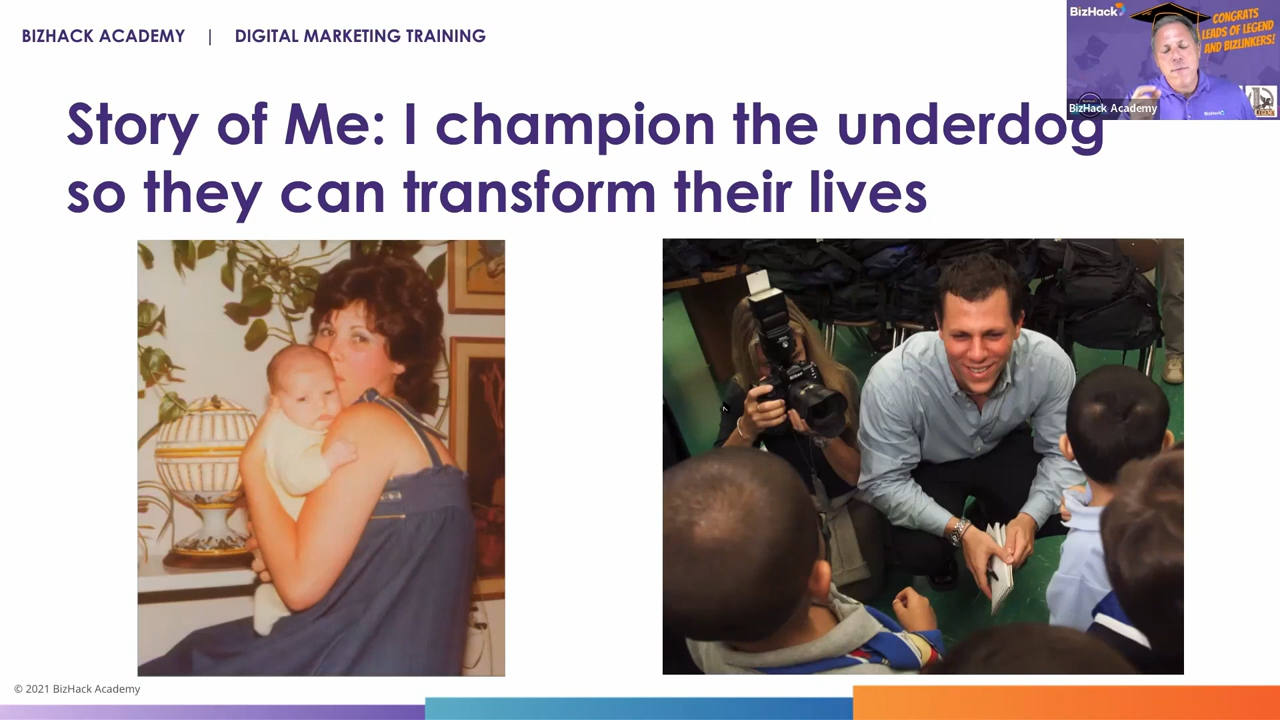 BIZHACK ACADEMY | DIGITAL MARKETING TRAINING
BizHack
CONGRATS
LEADS OF LEGEND
AND BIZLINKERS!
BizHack Academy
Story of Me: I champion the underdog
so they can transform their lives
Nikon
© 2021 BizHack Academy